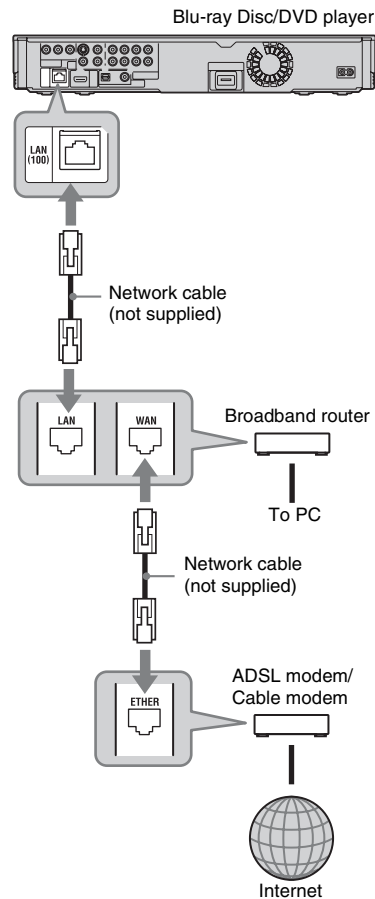 Blu-ray Disc/DVD player
LAN
(100)
Network cable
(not supplied)
LAN
WAN
Broadband router
To PC
Network cable
(not supplied)
ETHER
ADSL modem/
Cable modem
Internet